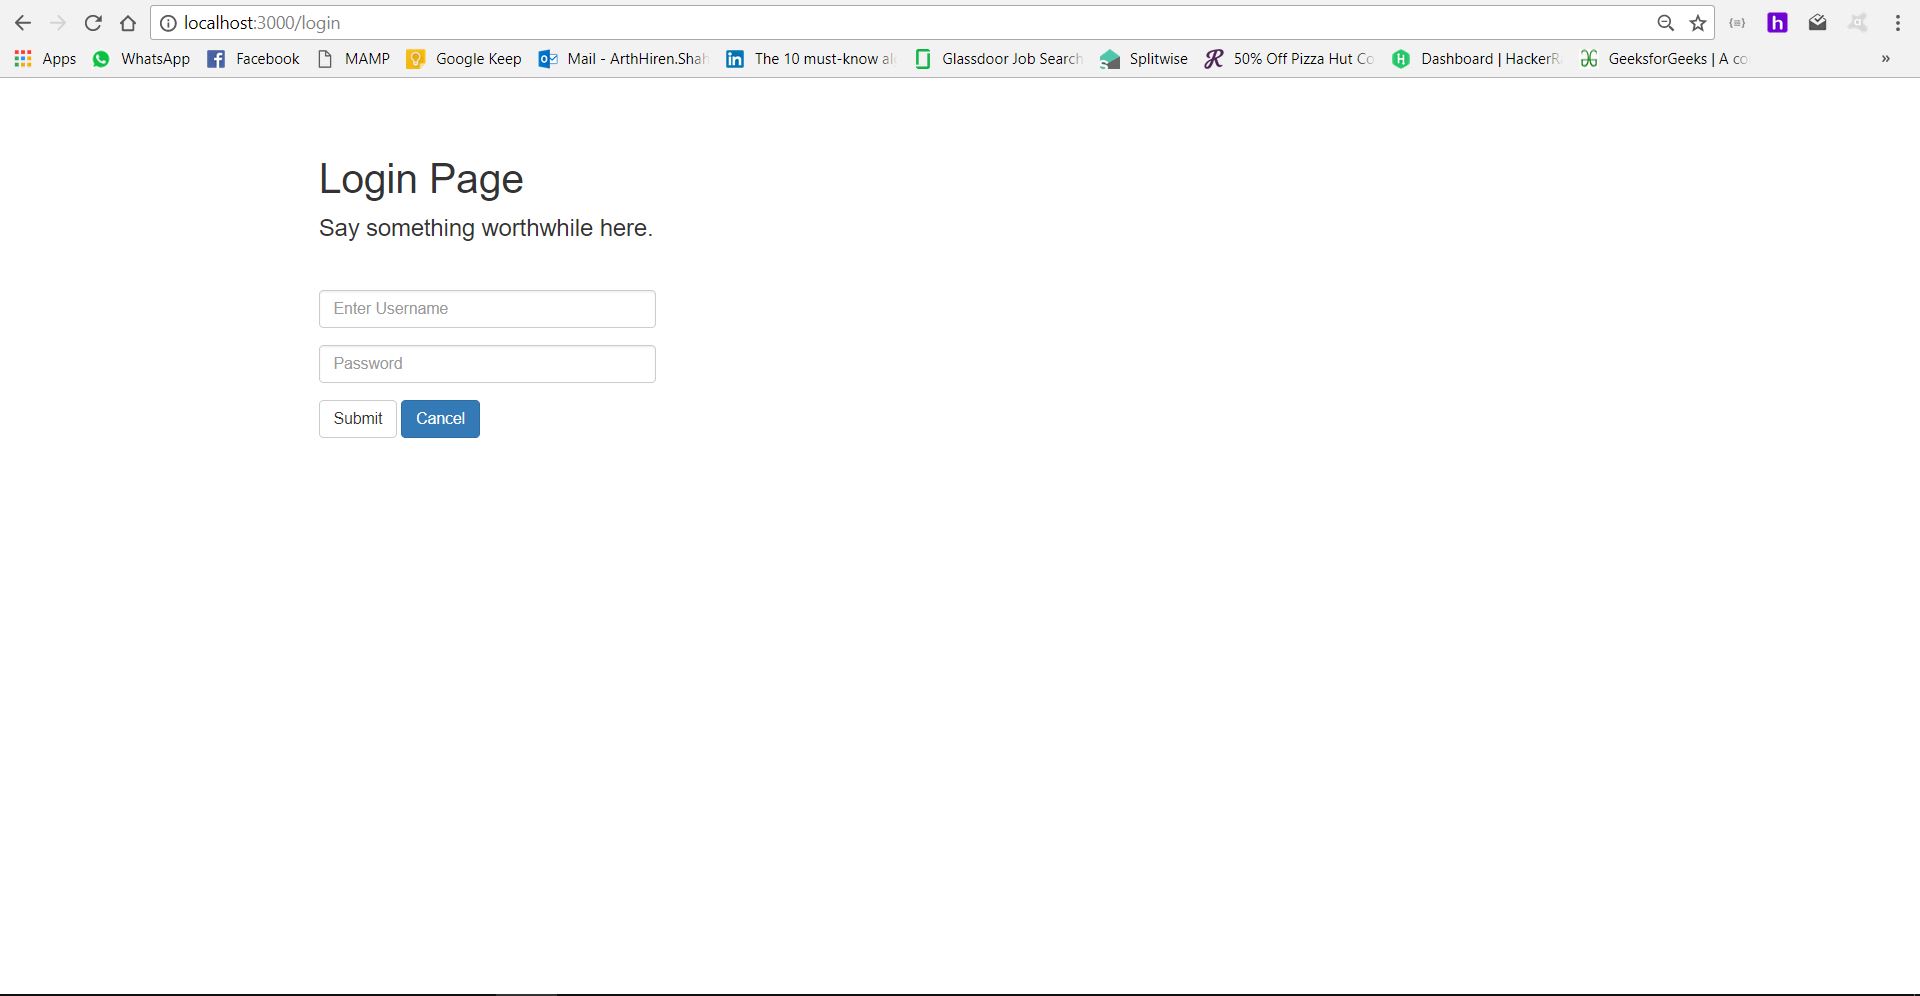 localhost:3000/login
Apps WhatsApp Facebook MAMP Google Keep Mail - ArthHiren.Shah The 10 must-know al Glassdoor Job Search Splitwise 50% Off Pizza Hut Co Dashboard | HackerR GeeksforGeeks | A co »
Login Page
Say something worthwhile here.
Enter Username
Password
Submit Cancel